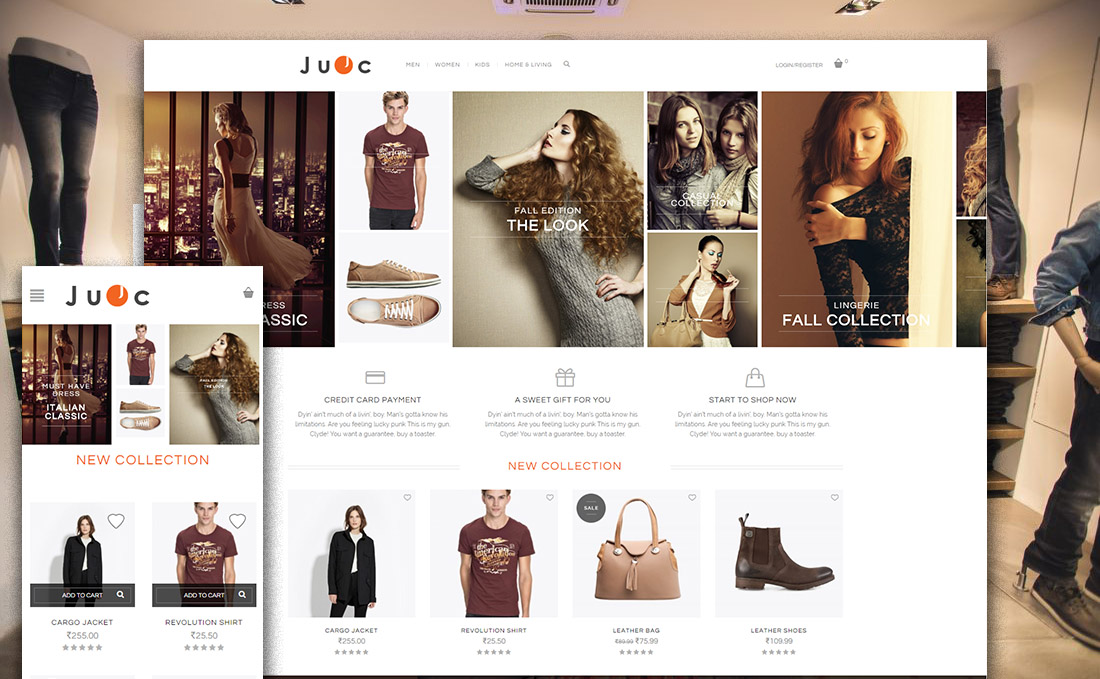 JuJc
MEN
WOMEN
KIDS
HOME & LIVING
LOGIN/REGISTER
0
FALL EDITION
THE LOOK
CASUAL
COLLECTION
LINGERIE
FALL COLLECTION
RESS
ASSIC
CREDIT CARD PAYMENT
Dyin' ain't much of a livin', boy. Man's gotta know his
limitations. Are you feeling lucky punk This is my gun,
Clyde! You want a guarantee, buy a toaster.
A SWEET GIFT FOR YOU
Dyin' ain't much of a livin', boy. Man's gotta know his
limitations. Are you feeling lucky punk This is my gun,
Clyde! You want a guarantee, buy a toaster.
START TO SHOP NOW
Dyin' ain't much of a livin', boy. Man's gotta know his
limitations. Are you feeling lucky punk This is my gun,
Clyde! You want a guarantee, buy a toaster.
NEW COLLECTION
SALE
CARGO JACKET
₹255.00
REVOLUTION SHIRT
₹25.50
LEATHER BAG
₹89.99 ₹75.99
LEATHER SHOES
₹109.99
JuJc
MUST HAVE
DRESS
ITALIAN
CLASSIC
FALL EDITION
THE LOOK
NEW COLLECTION
ADD TO CART
ADD TO CART
CARGO JACKET
₹255.00
REVOLUTION SHIRT
₹25.50